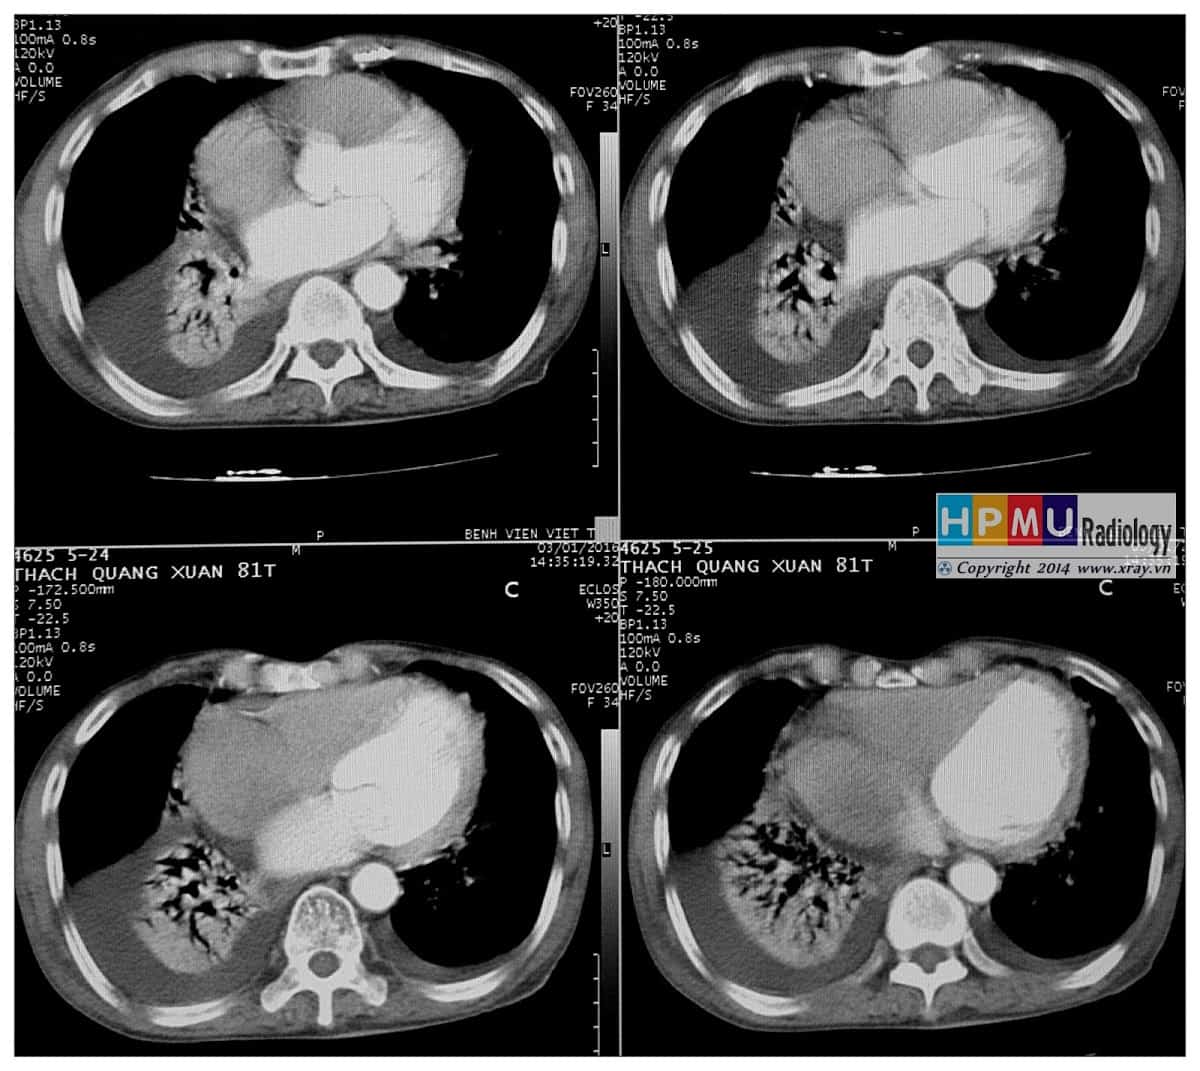 BP1.13
100mA 0.8s
120kV
A 0.0
VOLUME
HF/S
+20
FOV260
F 34
L
P
BENH VIEN VIET T
-22.5
BP1.13
100mA 0.8s
120kV
A 0.0
VOLUME
HF/S
FOV
F
P
HPMU Radiology
Copyright 2014 www.xray.vn
4625 5-24
M
03/01/2016
14:35:19.32
THACH QUANG XUAN 81T
C
P -172.500mm
S 7.50
T -22.5
BP1.13
100mA 0.8s
120kV
A 0.0
VOLUME
HF/S
ECLOS
W350
+20
FOV260
F 34
L
4625 5-25
M
THACH QUANG XUAN 81T
C
P -180.000mm
S 7.50
T -22.5
BP1.13
100mA 0.8s
120kV
A 0.0
VOLUME
HF/S
FOV